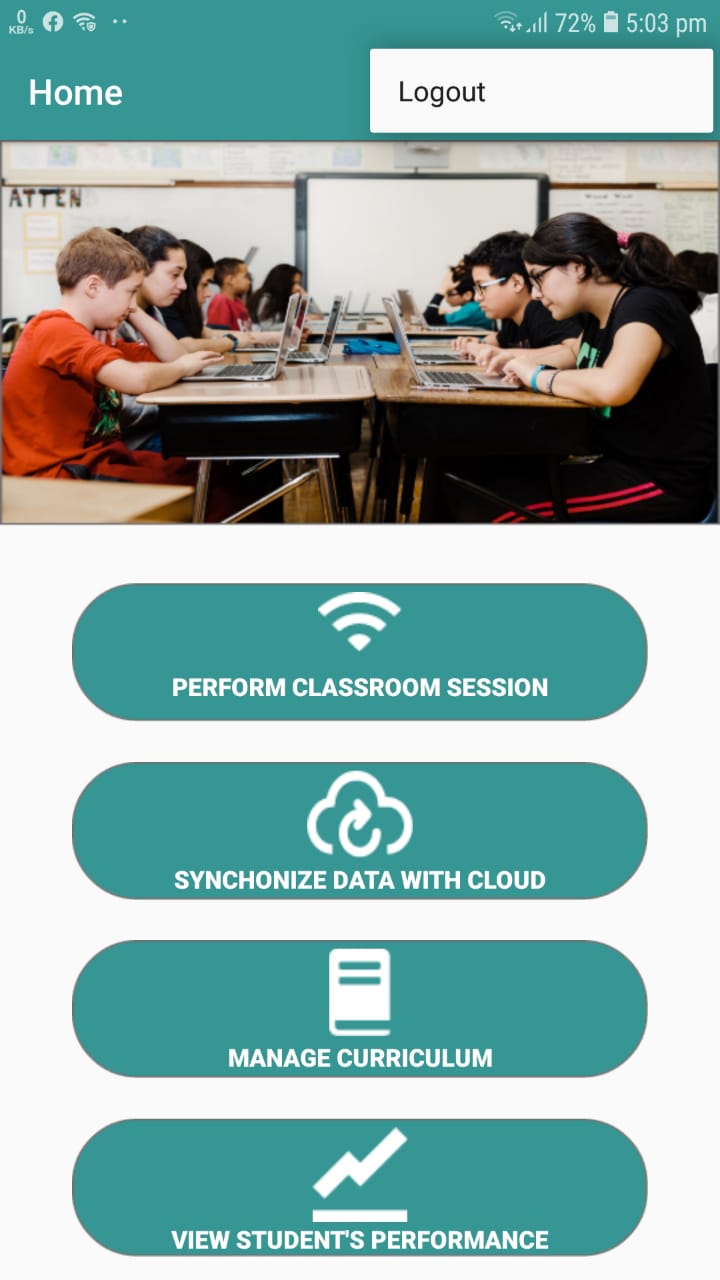 0
KB/s
72%
5:03 pm
Home
Logout
ATTEN
PERFORM CLASSROOM SESSION
SYNCHONIZE DATA WITH CLOUD
MANAGE CURRICULUM
VIEW STUDENT'S PERFORMANCE